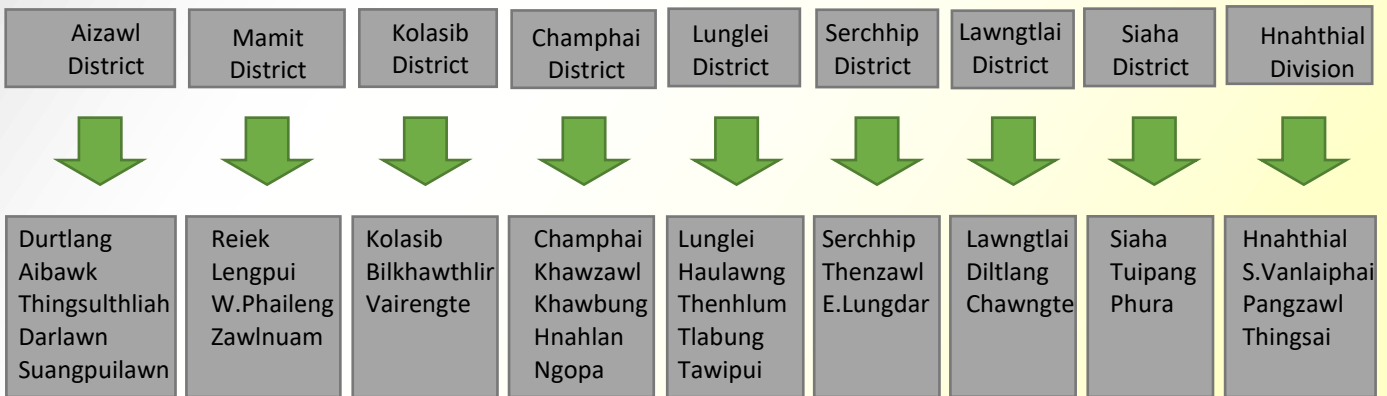 Aizawl
District
Mamit
District
Kolasib
District
Champhai
District
Lunglei
District
Serchhip
District
Lawngtlai
District
Siaha
District
Hnahthial
Division
Durtlang
Aibawk
Thingsulthliah
Darlawn
Suangpuilawn
Reiek
Lengpui
W.Phaileng
Zawlnuam
Kolasib
Bilkhawthlir
Vairengte
Champhai
Khawzawl
Khawbung
Hnahlan
Ngopa
Lunglei
Haulawng
Thenhlum
Tlabung
Tawipui
Serchhip
Thenzawl
E.Lungdar
Lawngtlai
Diltlang
Chawngte
Siaha
Tuipang
Phura
Hnahthial
S.Vanlaiphai
Pangzawl
Thingsai